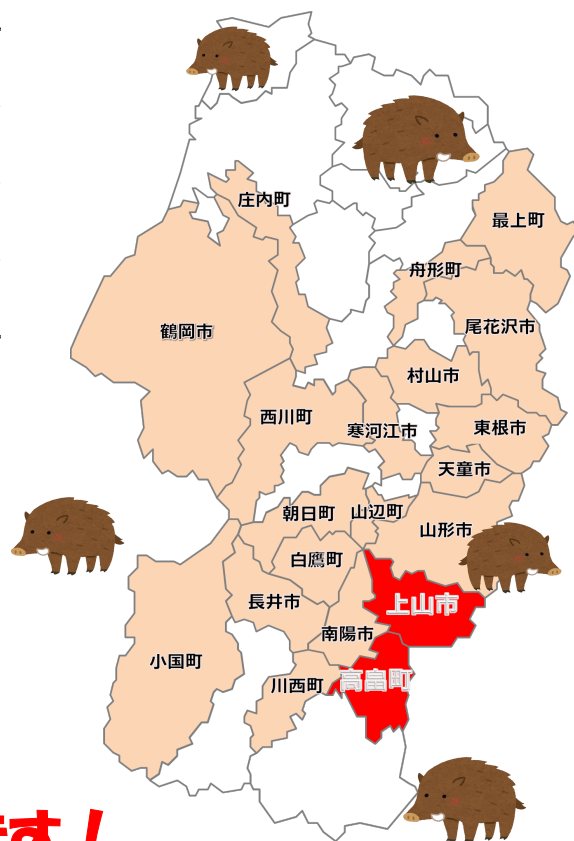 庄内町
最上町
舟形町
鶴岡市
尾花沢市
村山市
西川町
寒河江市
東根市
天童市
朝日町
山辺町
山形市
白鷹町
長井市
上山市
南陽市
小国町
川西町
高畠町
です！